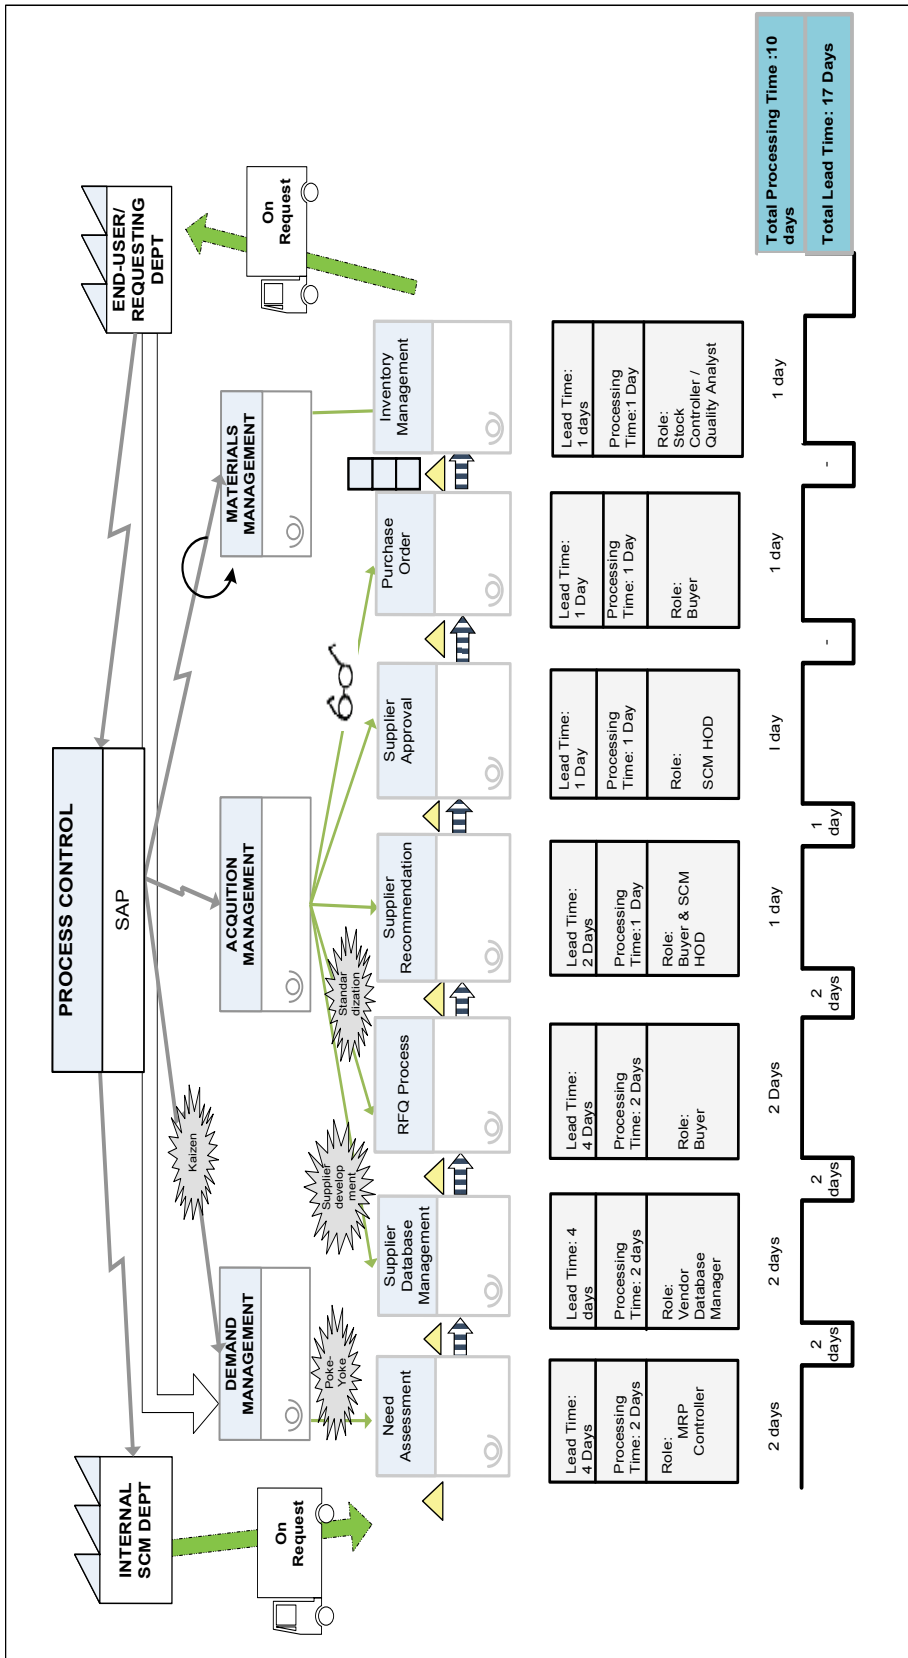 PROCESS CONTROL
SAP
INTERNAL
SCM DEPT
END-USER/
REQUESTING
DEPT
On
Request
On
Request
Kaizen
DEMAND
MANAGEMENT
ACQUITION
MANAGEMENT
MATERIALS
MANAGEMENT
Poke-
Yoke
Supplier
develop
ment
Standar
dization
Need
Assessment
Supplier
Database
Management
RFQ Process
Supplier
Recommendation
Supplier
Approval
Purchase
Order
Inventory
Management
Lead Time:
4 Days
Processing
Time: 2 Days
Role:
MRP
Controller
Lead Time: 4
days
Processing
Time: 2 days
Role:
Vendor
Database
Manager
Lead Time:
4 Days
Processing
Time: 2 Days
Role:
Buyer
Lead Time:
2 Days
Processing
Time:1 Day
Role:
Buyer & SCM
HOD
Lead Time:
1 Day
Processing
Time: 1 Day
Role:
SCM HOD
Lead Time:
1 Day
Processing
Time: 1 Day
Role:
Buyer
Lead Time:
1 days
Processing
Time:1 Day
Role:
Stock
Controller /
Quality Analyst
2 days
2
days
2 days
2
days
2 Days
2
days
1 day
1
day
I day
-
1 day
-
1 day
Total Processing Time :10
days
Total Lead Time: 17 Days